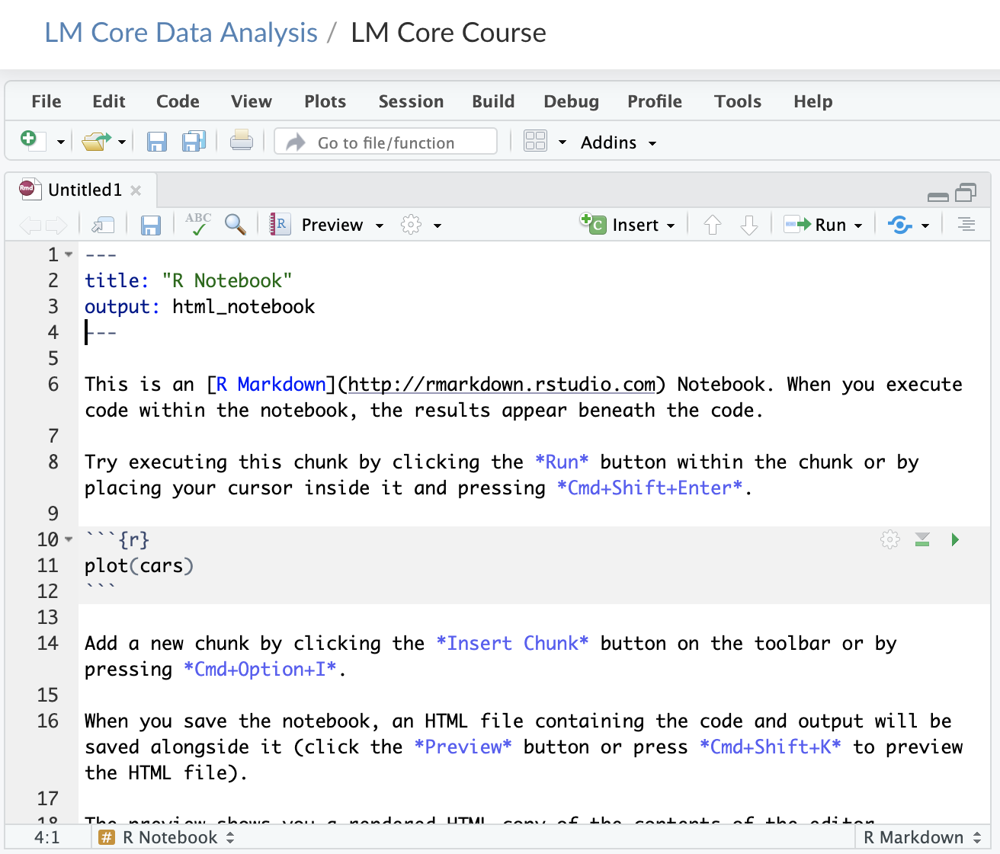 LM Core Data Analysis / LM Core Course
File Edit Code View Plots Session Build Debug Profile Tools Help
Go to file/function Addins
Rmd Untitled1
ABC R Preview C Insert Run
1 ---
2 title: "R Notebook"
3 output: html_notebook
4 ---
5
6 This is an [R Markdown](http://rmarkdown.rstudio.com) Notebook. When you execute
code within the notebook, the results appear beneath the code.
7
8 Try executing this chunk by clicking the *Run* button within the chunk or by
placing your cursor inside it and pressing *Cmd+Shift+Enter*.
9
10 ```{r}
11 plot(cars)
12 ```
13
14 Add a new chunk by clicking the *Insert Chunk* button on the toolbar or by
pressing *Cmd+Option+I*.
15
16 When you save the notebook, an HTML file containing the code and output will be
saved alongside it (click the *Preview* button or press *Cmd+Shift+K* to preview
the HTML file).
17
18 The preview shows you a rendered HTML copy of the contents of the editor.
4:1 # R Notebook R Markdown